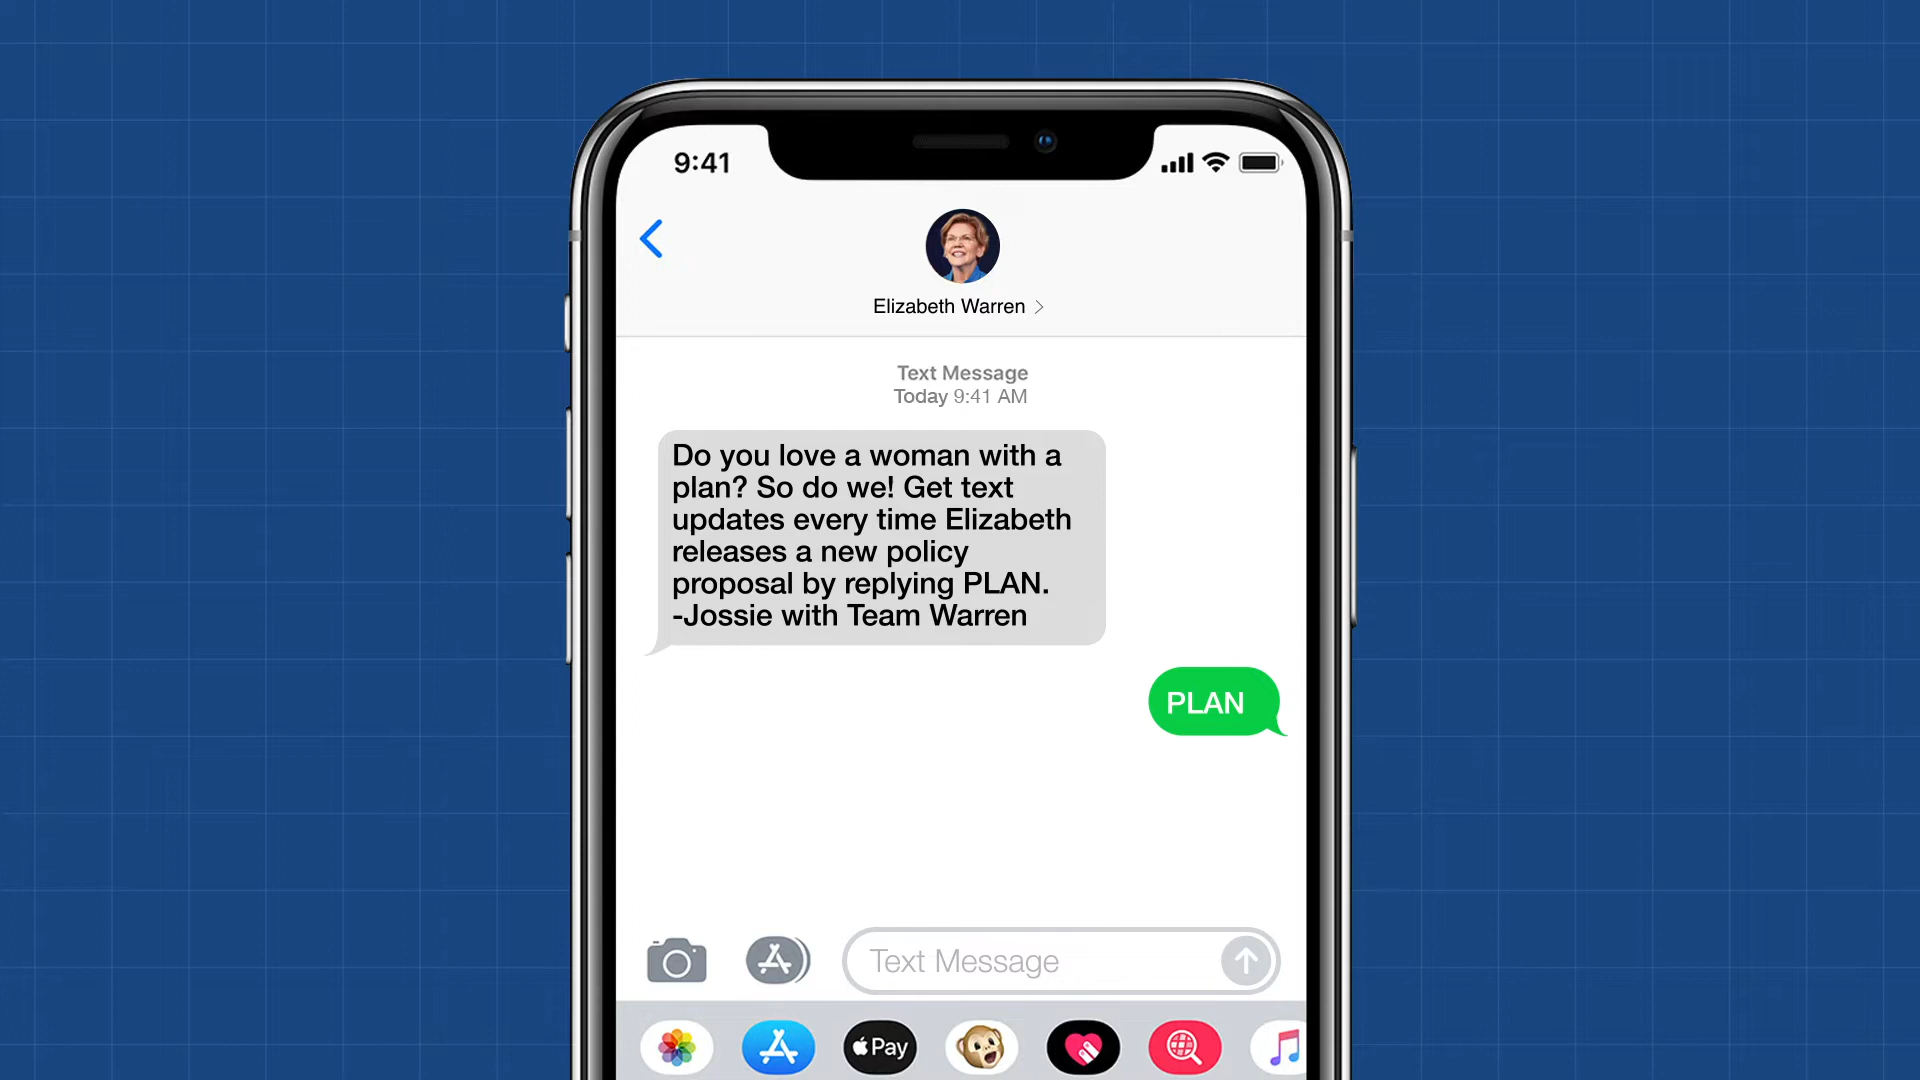 9:41
Elizabeth Warren
Text Message
Today 9:41 AM
Do you love a woman with a
plan? So do we! Get text
updates every time Elizabeth
releases a new policy
proposal by replying PLAN.
-Jossie with Team Warren
PLAN
Text Message
Pay